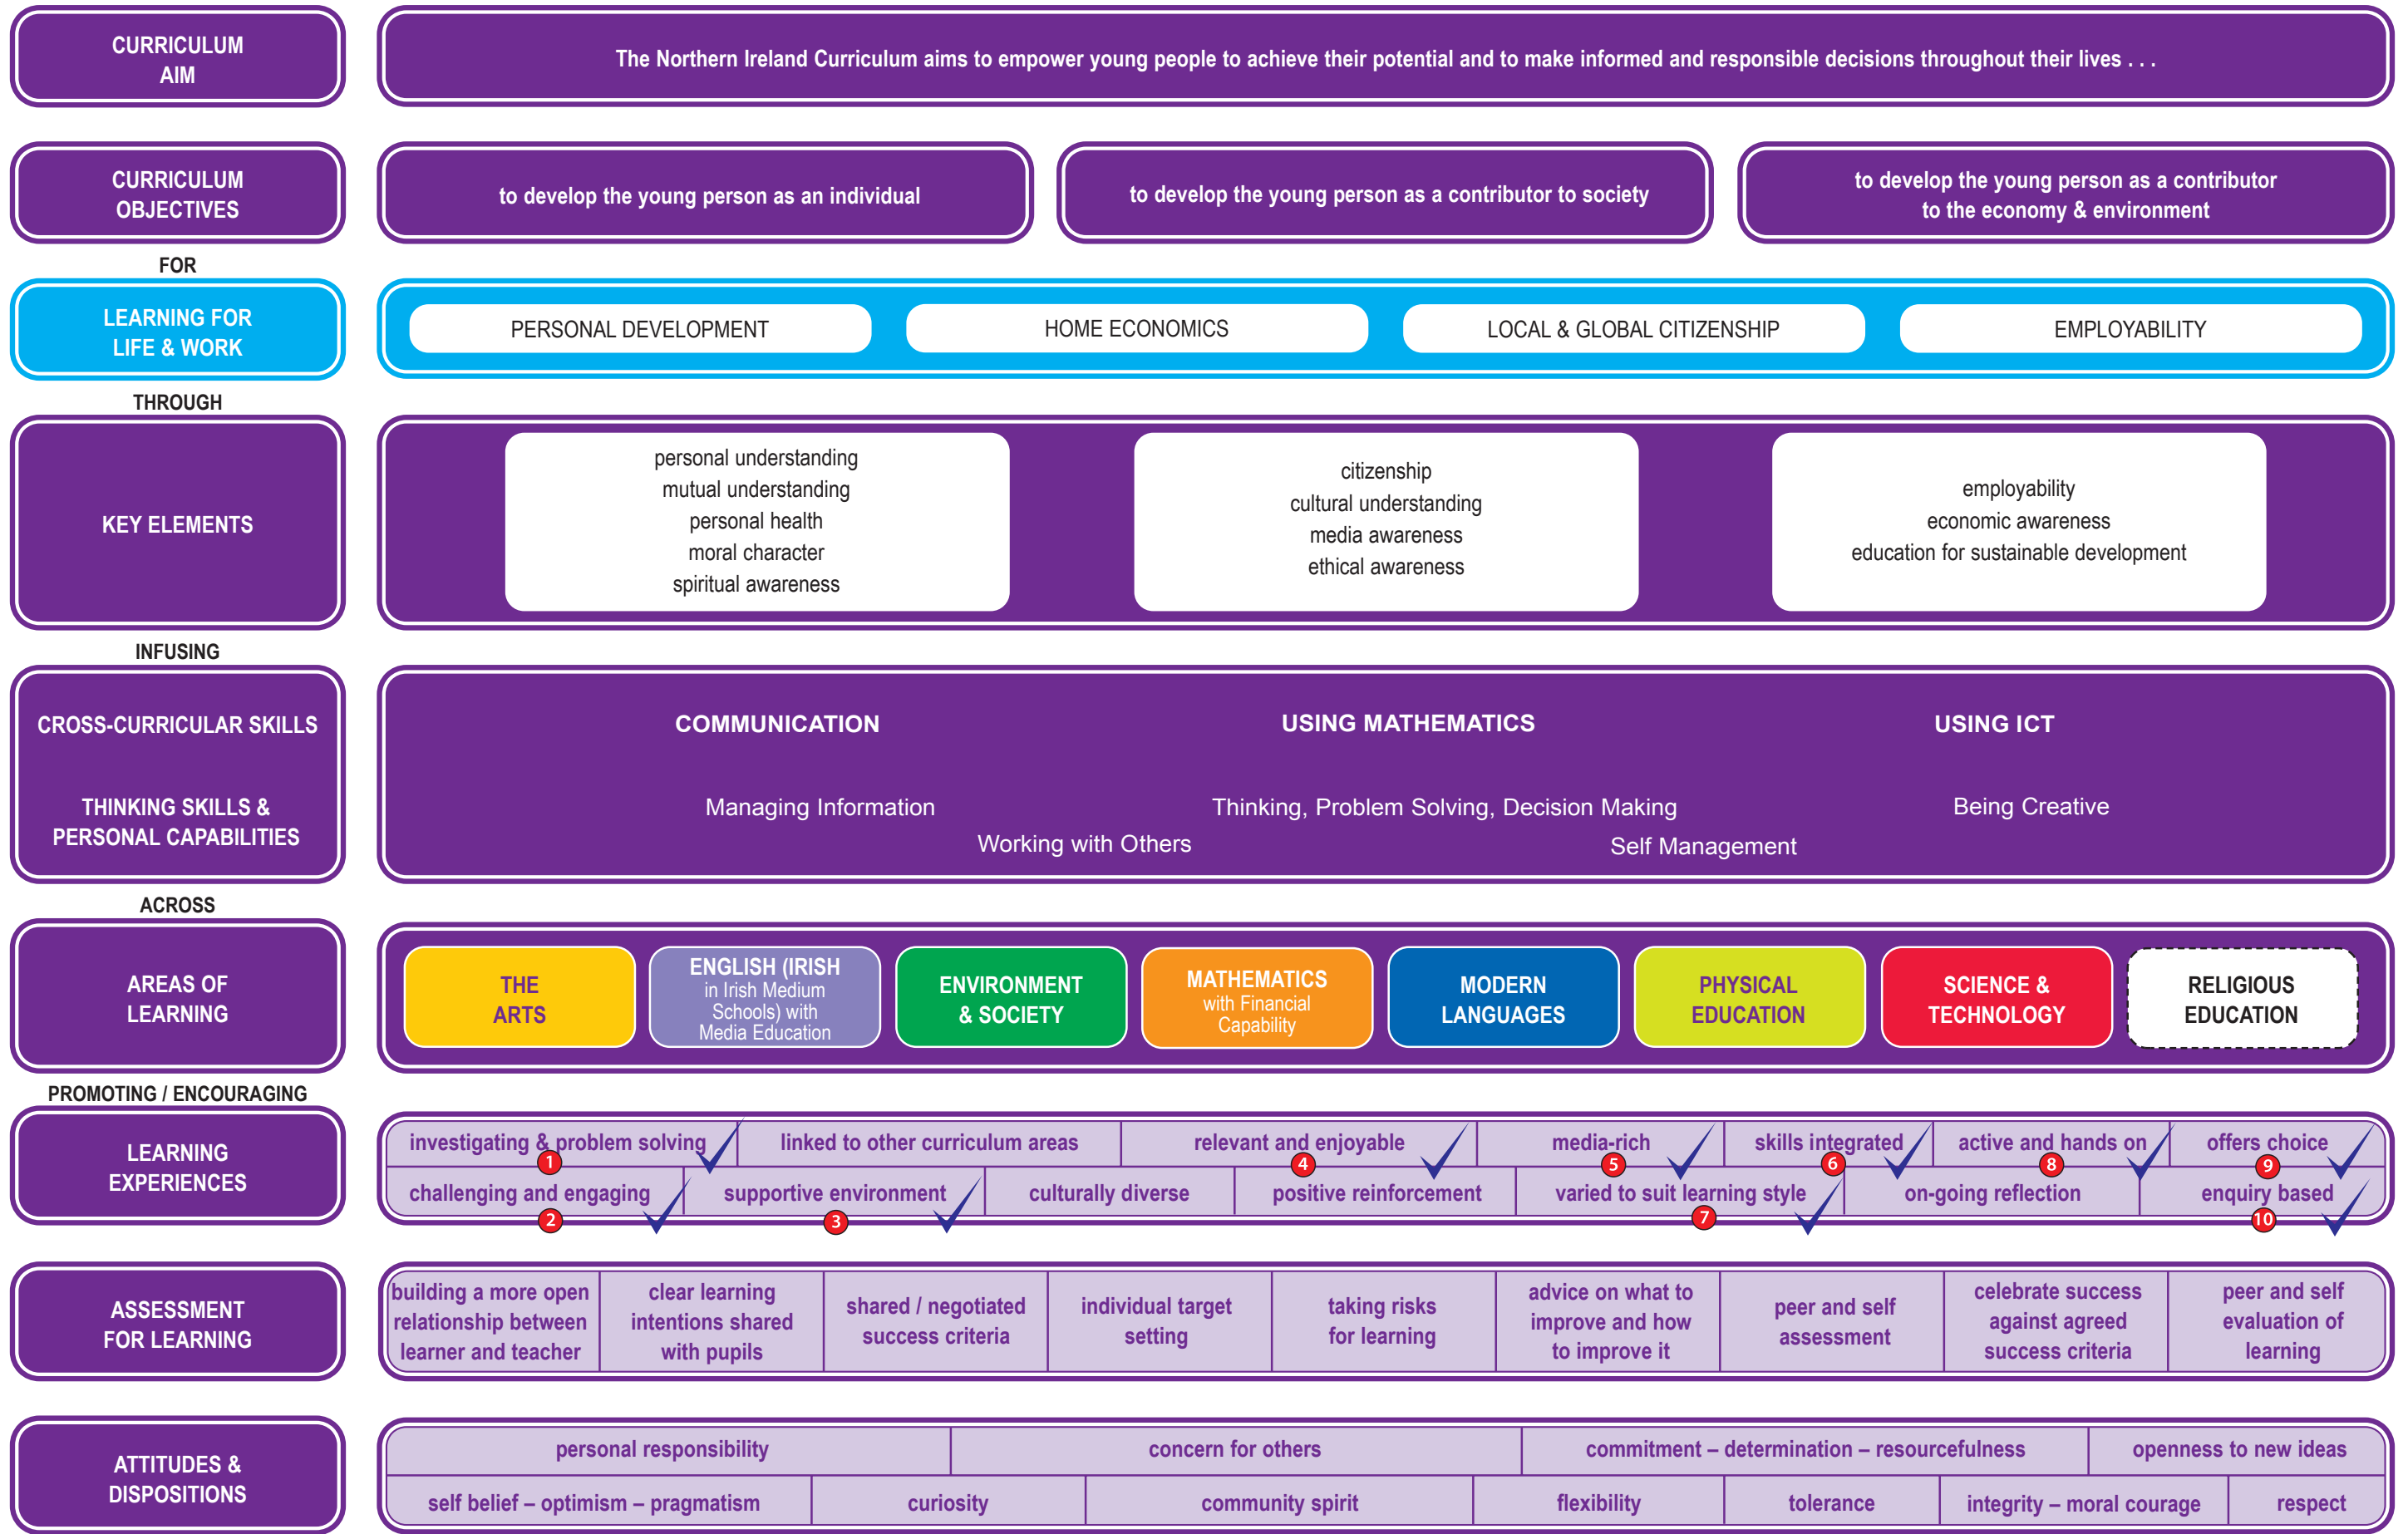 CURRICULUM
AIM
The Northern Ireland Curriculum aims to empower young people to achieve their potential and to make informed and responsible decisions throughout their lives . . .
CURRICULUM
OBJECTIVES
to develop the young person as an individual
to develop the young person as a contributor to society
to develop the young person as a contributor
to the economy & environment
FOR
LEARNING FOR
LIFE & WORK
PERSONAL DEVELOPMENT
HOME ECONOMICS
LOCAL & GLOBAL CITIZENSHIP
EMPLOYABILITY
THROUGH
KEY ELEMENTS
personal understanding
mutual understanding
personal health
moral character
spiritual awareness
citizenship
cultural understanding
media awareness
ethical awareness
employability
economic awareness
education for sustainable development
INFUSING
CROSS-CURRICULAR SKILLS
COMMUNICATION
USING MATHEMATICS
USING ICT
THINKING SKILLS &
PERSONAL CAPABILITIES
Managing Information
Thinking, Problem Solving, Decision Making
Being Creative
Working with Others
Self Management
ACROSS
AREAS OF
LEARNING
THE
ARTS
ENGLISH (IRISH
in Irish Medium
Schools) with
Media Education
ENVIRONMENT
& SOCIETY
MATHEMATICS
with Financial
Capability
MODERN
LANGUAGES
PHYSICAL
EDUCATION
SCIENCE &
TECHNOLOGY
RELIGIOUS
EDUCATION
PROMOTING / ENCOURAGING
LEARNING
EXPERIENCES
investigating & problem solving
1
linked to other curriculum areas
relevant and enjoyable
4
media-rich
5
skills integrated
6
active and hands on
8
offers choice
9
challenging and engaging
2
supportive environment
3
culturally diverse
positive reinforcement
varied to suit learning style
7
on-going reflection
enquiry based
10
ASSESSMENT
FOR LEARNING
building a more open
relationship between
learner and teacher
clear learning
intentions shared
with pupils
shared / negotiated
success criteria
individual target
setting
taking risks
for learning
advice on what to
improve and how
to improve it
peer and self
assessment
celebrate success
against agreed
success criteria
peer and self
evaluation of
learning
ATTITUDES &
DISPOSITIONS
personal responsibility
concern for others
commitment – determination – resourcefulness
openness to new ideas
self belief – optimism – pragmatism
curiosity
community spirit
flexibility
tolerance
integrity – moral courage
respect